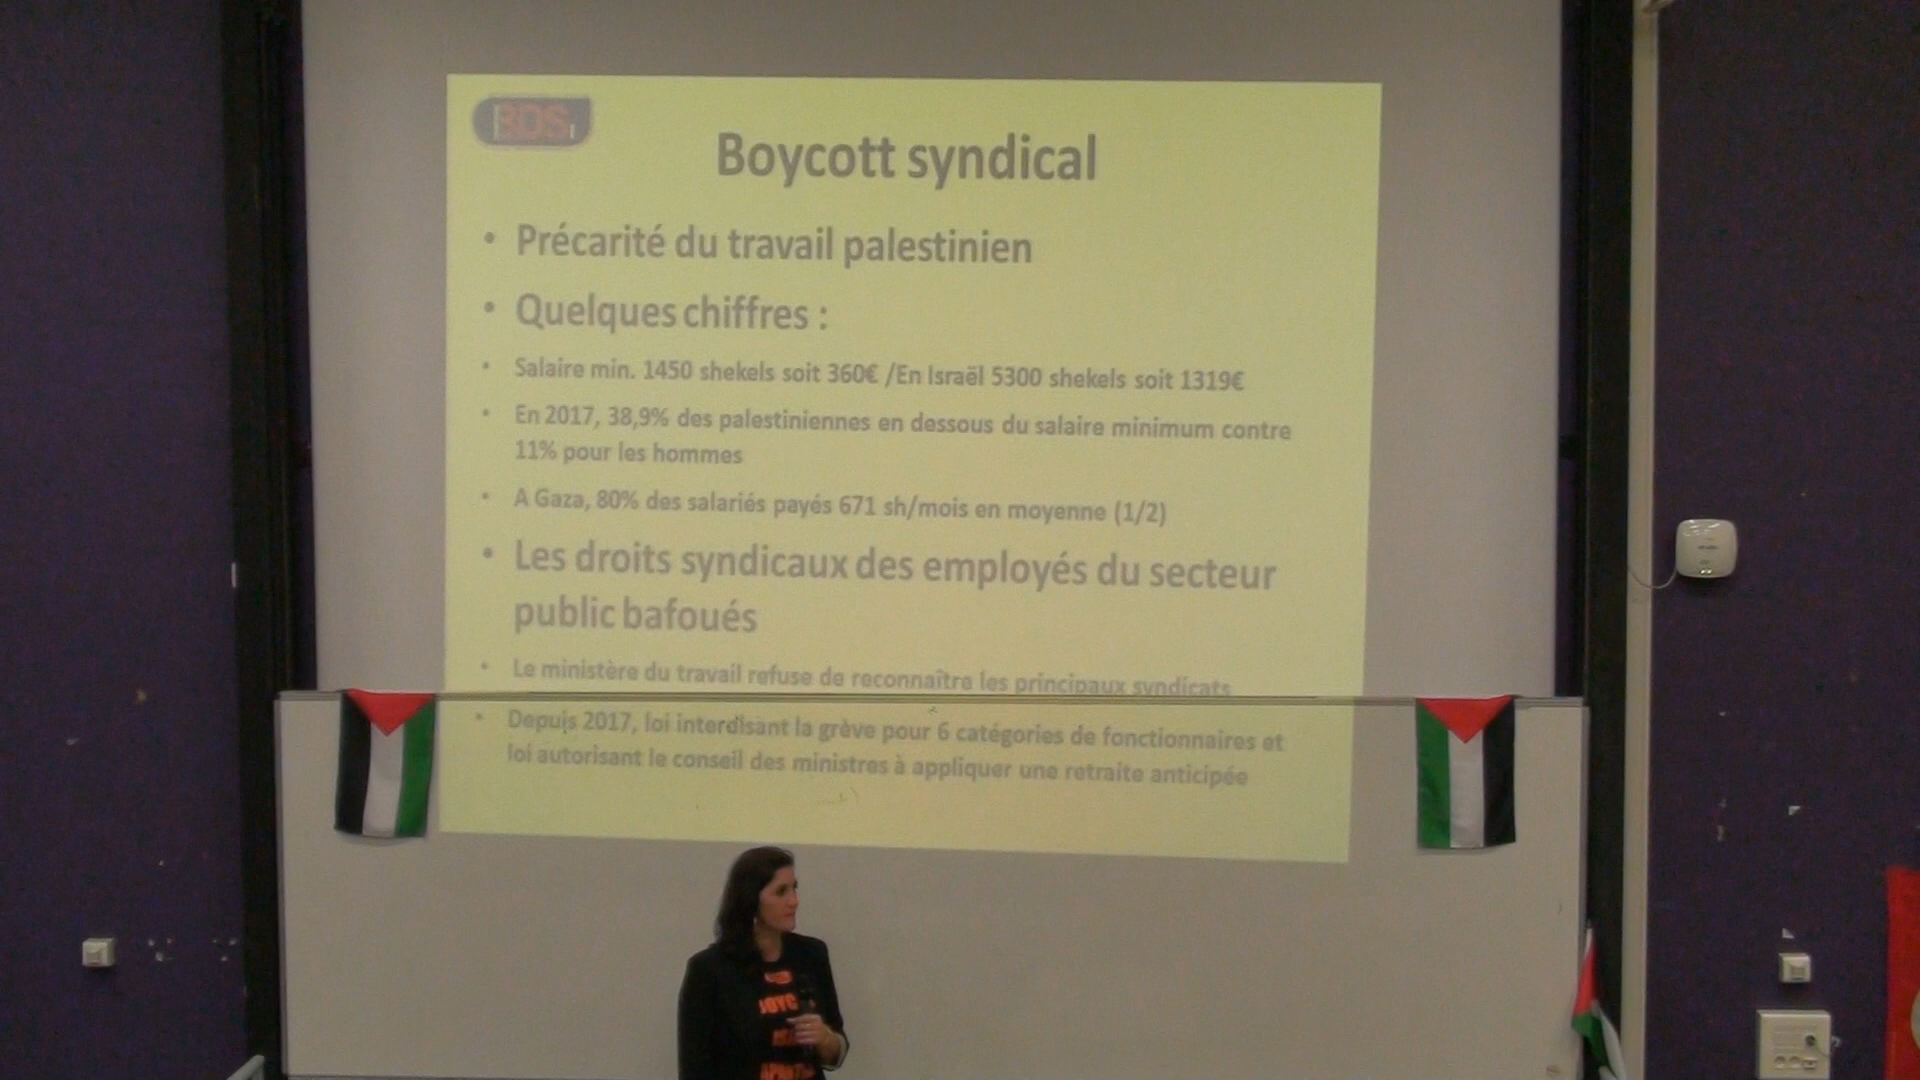 BDS
Boycott syndical
• Précarité du travail palestinien
• Quelques chiffres :
• Salaire min. 1450 shekels soit 360€ /En Israël 5300 shekels soit 1319€
• En 2017, 38,9% des palestiniennes en dessous du salaire minimum contre
11% pour les hommes
• A Gaza, 80% des salariés payés 671 sh/mois en moyenne (1/2)
• Les droits syndicaux des employés du secteur
public bafoués
• Le ministère du travail refuse de reconnaître les principaux syndicats
• Depuis 2017, loi interdisant la grève pour 6 catégories de fonctionnaires et
loi autorisant le conseil des ministres à appliquer une retraite anticipée